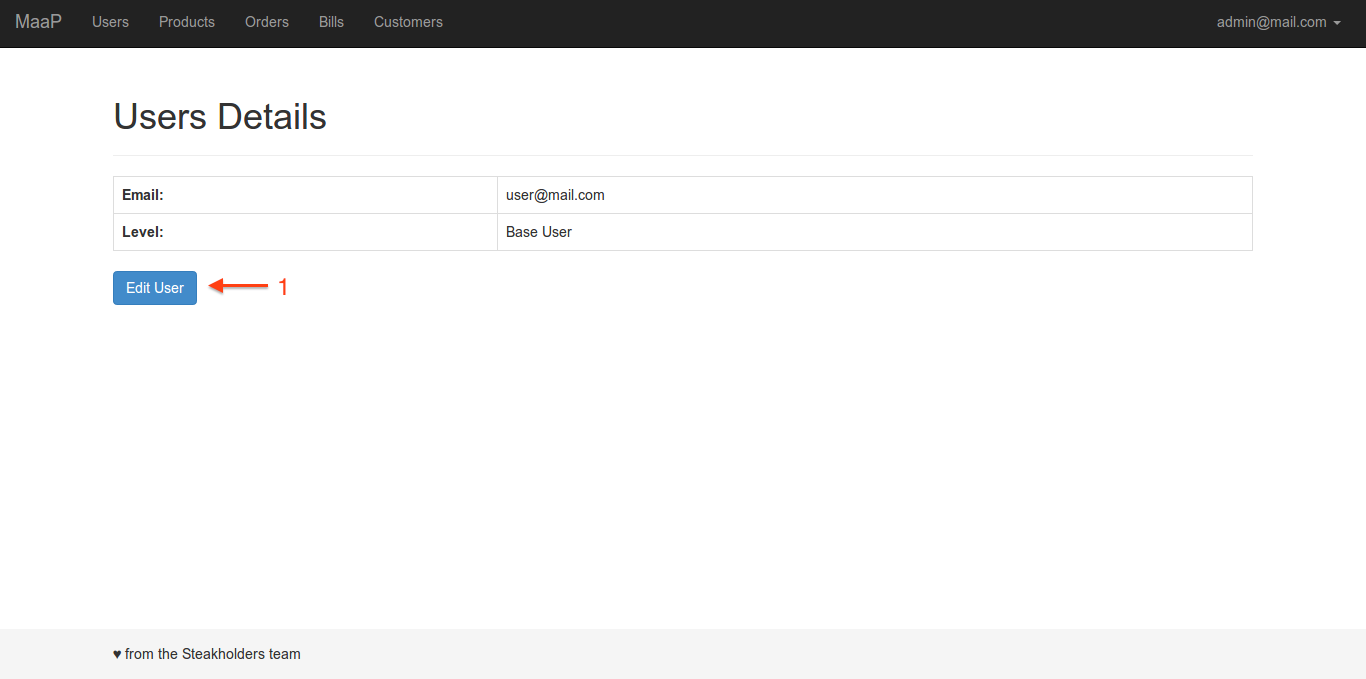 MaaP Users Products Orders Bills Customers admin@mail.com
Users Details
Email: user@mail.com
Level: Base User
Edit User 1
♥ from the Steakholders team